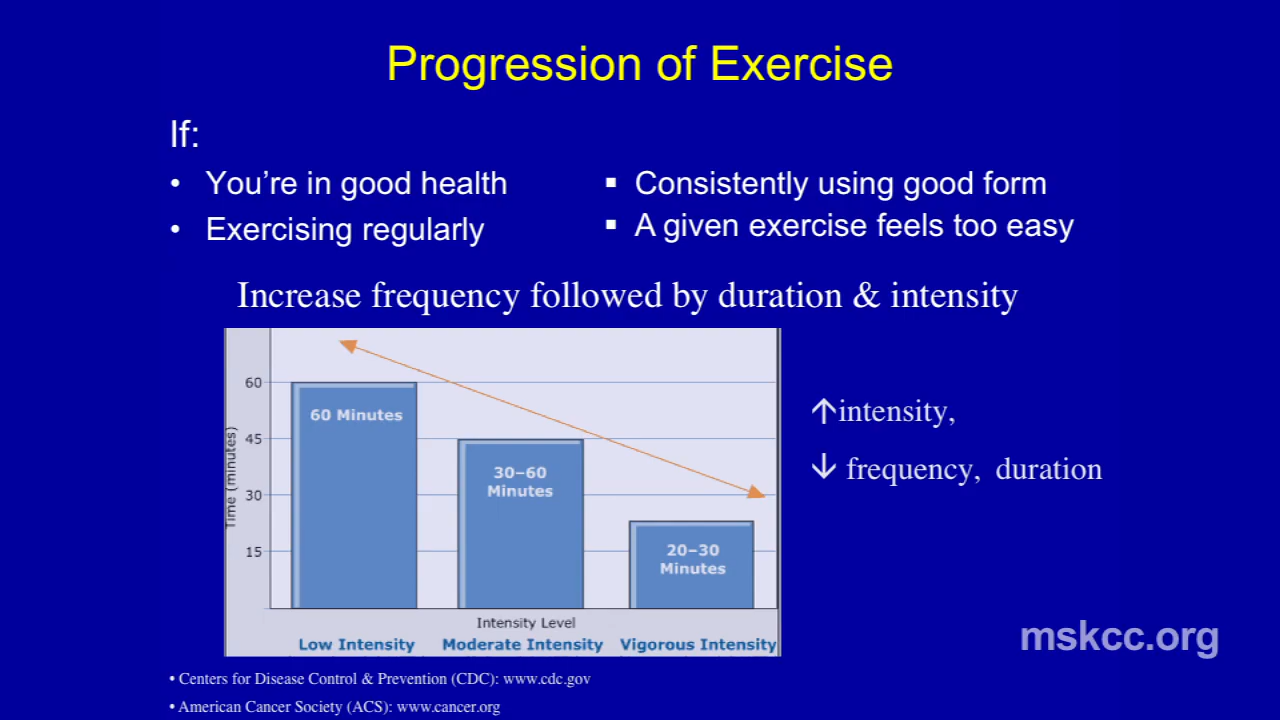 Progression of Exercise
If:
• You’re in good health
• Exercising regularly
▪ Consistently using good form
▪ A given exercise feels too easy
Increase frequency followed by duration & intensity
Time (minutes)
60
45
30
15
60 Minutes
30–60
Minutes
20–30
Minutes
Intensity Level
Low Intensity
Moderate Intensity
Vigorous Intensity
↑intensity,
↓ frequency, duration
mskcc.org
• Centers for Disease Control & Prevention (CDC): www.cdc.gov
• American Cancer Society (ACS): www.cancer.org